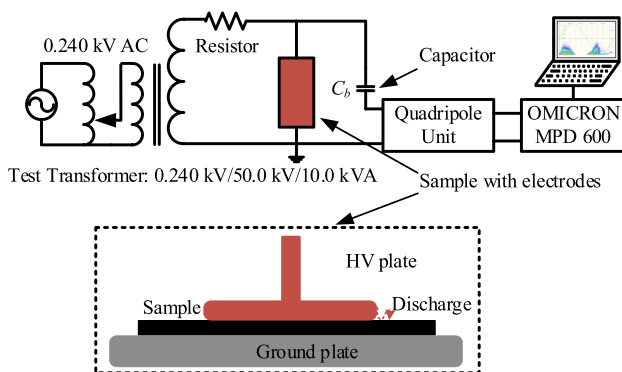 0.240 kV AC
Resistor
Capacitor
C_b
Quadripole
Unit
OMICRON
MPD 600
Test Transformer: 0.240 kV/50.0 kV/10.0 kVA
Sample with electrodes
HV plate
Sample
Discharge
Ground plate